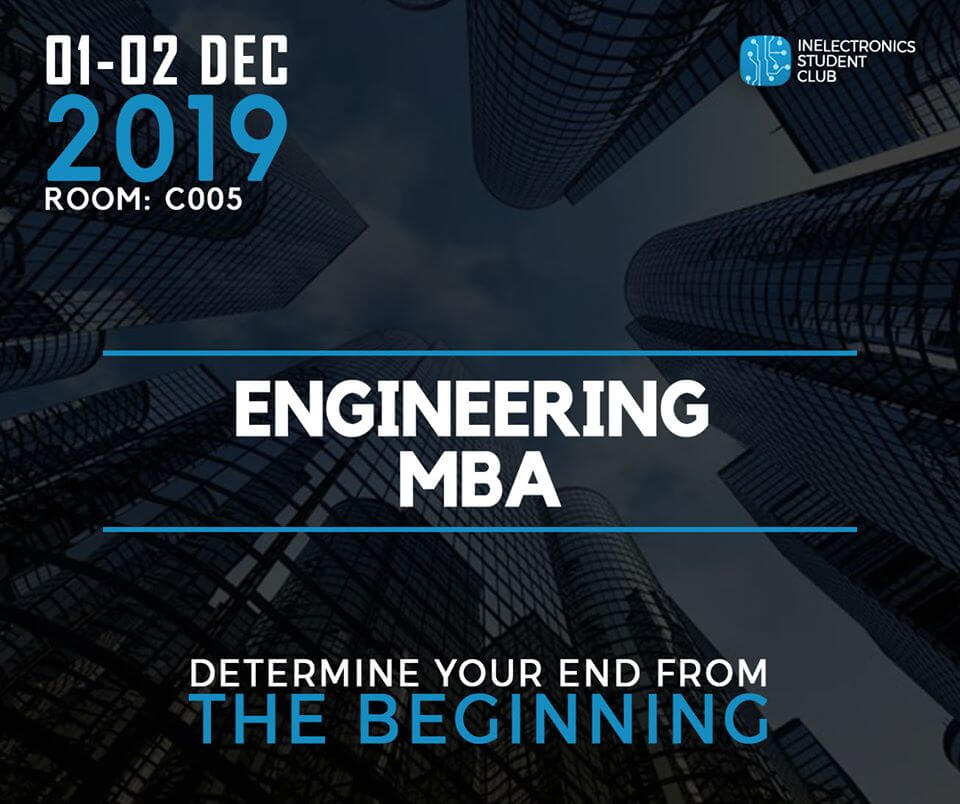 01-02 DEC
2019
ROOM: C005
INELECTRONICS
STUDENT
CLUB
ENGINEERING
MBA
DETERMINE YOUR END FROM
THE BEGINNING